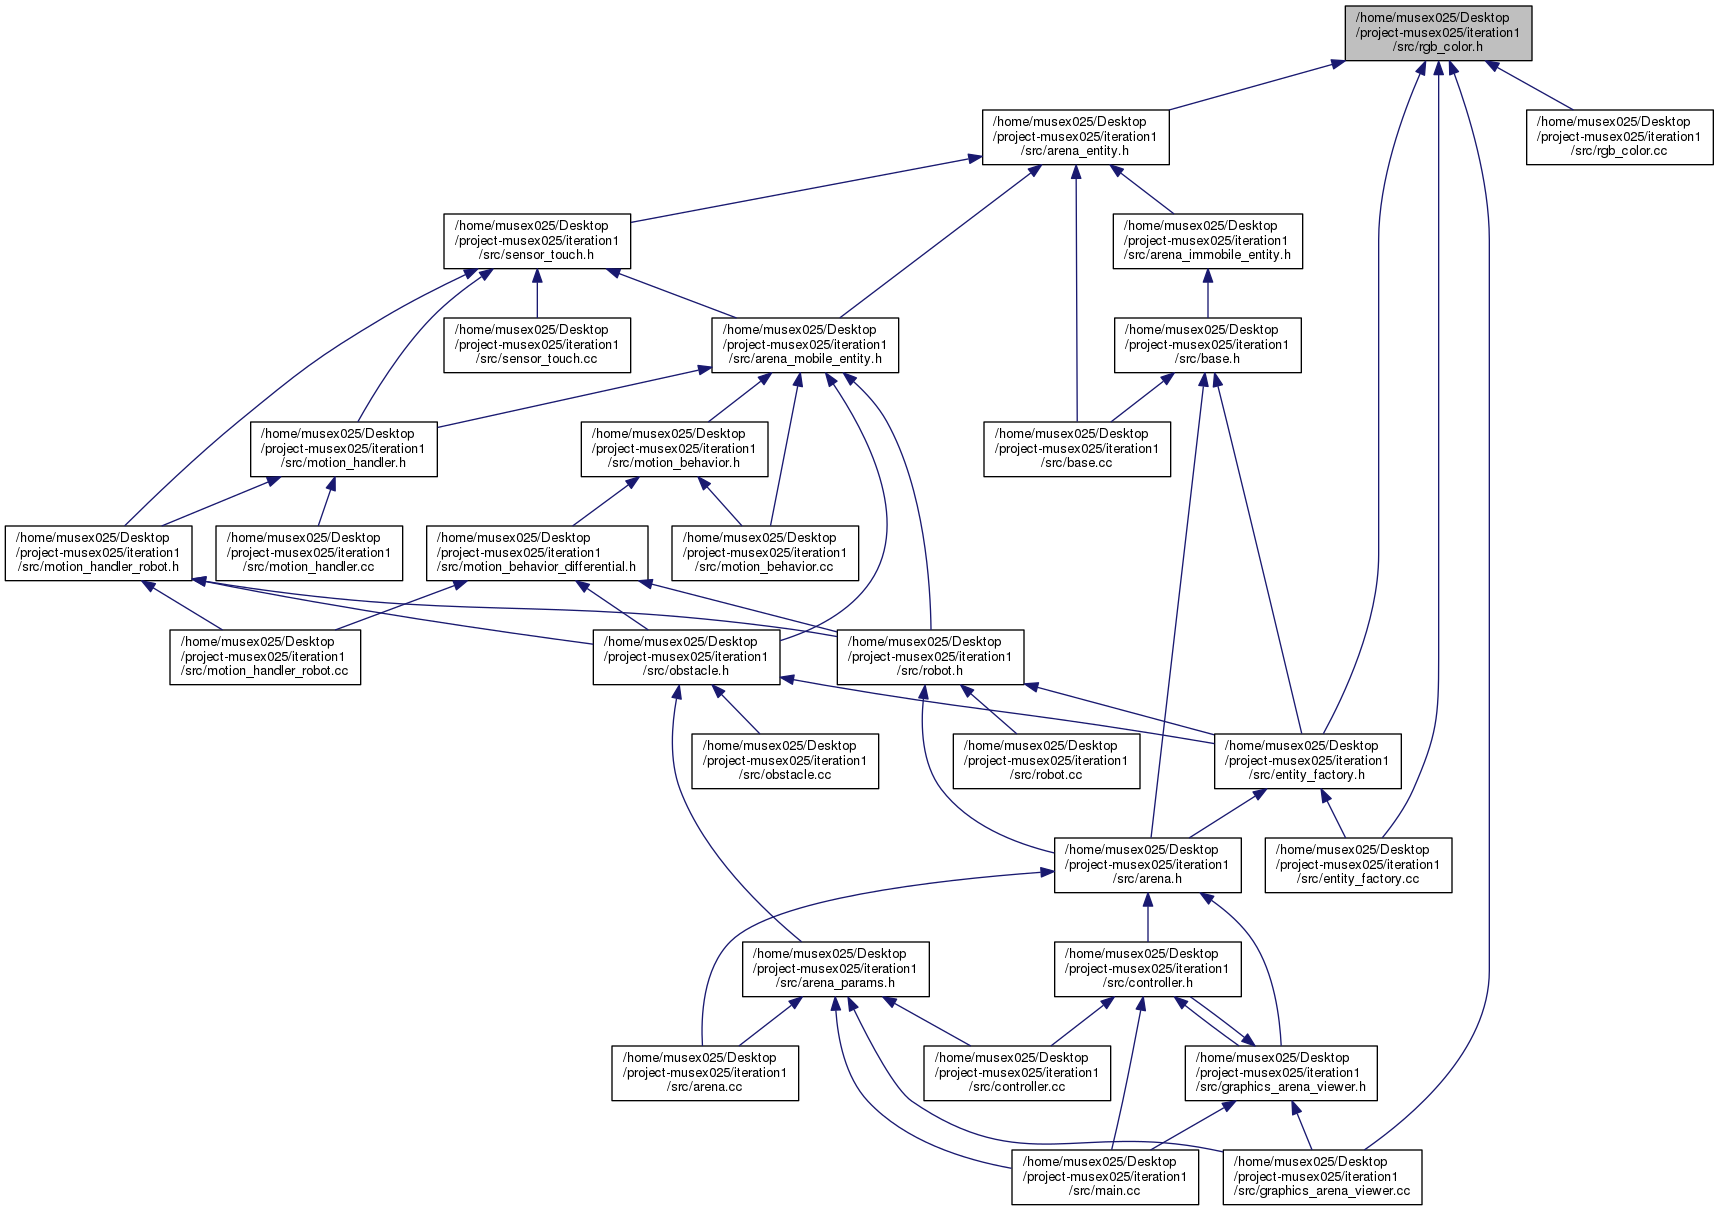 /home/musex025/Desktop
/project-musex025/iteration1
/src/rgb_color.h
/home/musex025/Desktop
/project-musex025/iteration1
/src/arena_entity.h
/home/musex025/Desktop
/project-musex025/iteration1
/src/rgb_color.cc
/home/musex025/Desktop
/project-musex025/iteration1
/src/sensor_touch.h
/home/musex025/Desktop
/project-musex025/iteration1
/src/arena_immobile_entity.h
/home/musex025/Desktop
/project-musex025/iteration1
/src/sensor_touch.cc
/home/musex025/Desktop
/project-musex025/iteration1
/src/arena_mobile_entity.h
/home/musex025/Desktop
/project-musex025/iteration1
/src/base.h
/home/musex025/Desktop
/project-musex025/iteration1
/src/motion_handler.h
/home/musex025/Desktop
/project-musex025/iteration1
/src/motion_behavior.h
/home/musex025/Desktop
/project-musex025/iteration1
/src/base.cc
/home/musex025/Desktop
/project-musex025/iteration1
/src/motion_handler_robot.h
/home/musex025/Desktop
/project-musex025/iteration1
/src/motion_handler.cc
/home/musex025/Desktop
/project-musex025/iteration1
/src/motion_behavior_differential.h
/home/musex025/Desktop
/project-musex025/iteration1
/src/motion_behavior.cc
/home/musex025/Desktop
/project-musex025/iteration1
/src/motion_handler_robot.cc
/home/musex025/Desktop
/project-musex025/iteration1
/src/obstacle.h
/home/musex025/Desktop
/project-musex025/iteration1
/src/robot.h
/home/musex025/Desktop
/project-musex025/iteration1
/src/obstacle.cc
/home/musex025/Desktop
/project-musex025/iteration1
/src/robot.cc
/home/musex025/Desktop
/project-musex025/iteration1
/src/entity_factory.h
/home/musex025/Desktop
/project-musex025/iteration1
/src/arena.h
/home/musex025/Desktop
/project-musex025/iteration1
/src/entity_factory.cc
/home/musex025/Desktop
/project-musex025/iteration1
/src/arena_params.h
/home/musex025/Desktop
/project-musex025/iteration1
/src/controller.h
/home/musex025/Desktop
/project-musex025/iteration1
/src/arena.cc
/home/musex025/Desktop
/project-musex025/iteration1
/src/controller.cc
/home/musex025/Desktop
/project-musex025/iteration1
/src/graphics_arena_viewer.h
/home/musex025/Desktop
/project-musex025/iteration1
/src/main.cc
/home/musex025/Desktop
/project-musex025/iteration1
/src/graphics_arena_viewer.cc